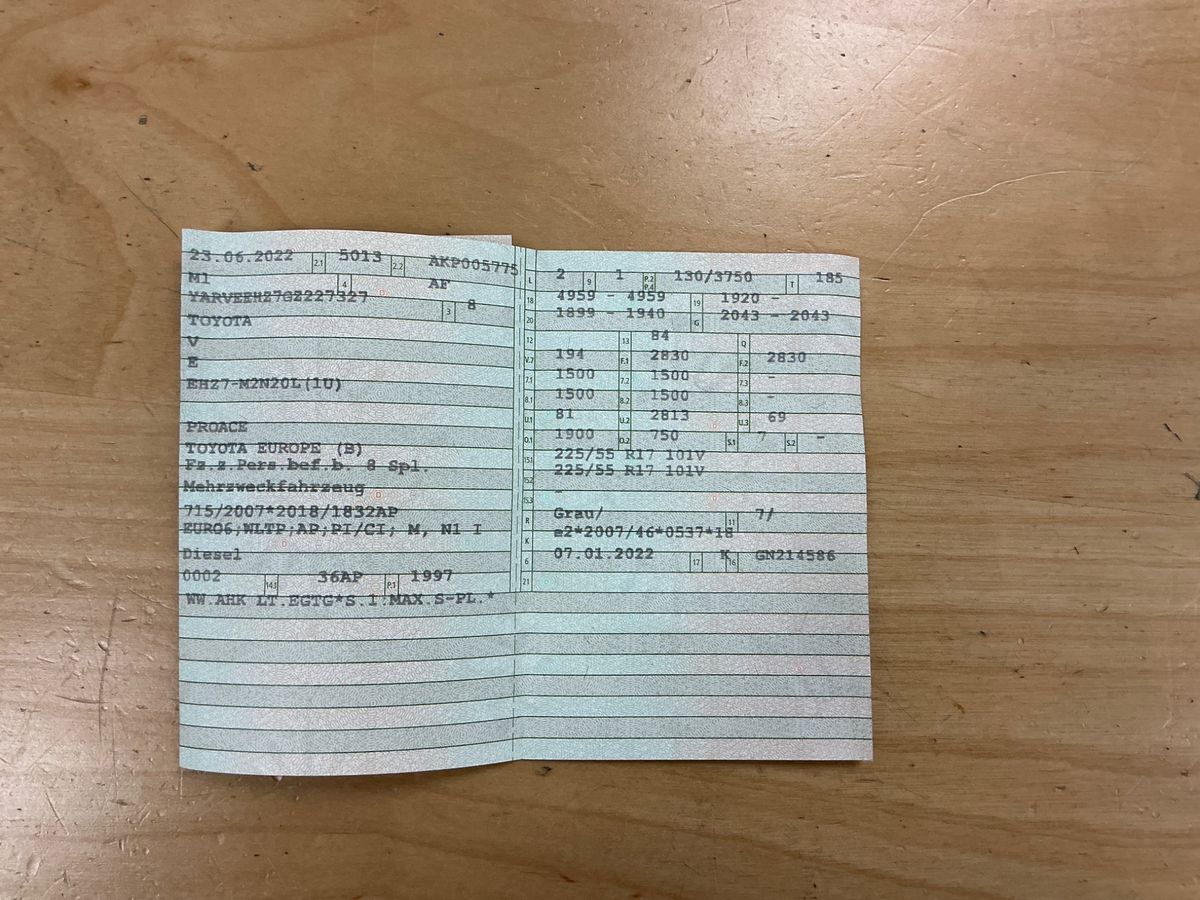 23.06.2022 2.1 5013 2.2 AKP005775
M1 4 AF
YARVEEHZ7GZ227327 3 8
TOYOTA
V
E
EHZ7-M2N20L(1U)
PROACE
TOYOTA EUROPE (B)
Fz.z.Pers.bef.b. 8 Spl.
Mehrzweckfahrzeug
715/2007*2018/1832AP
EURO6;WLTP;AP;PI/CI; M, N1 I
Diesel
0002 14.1 36AP P.1 1997
WW.AHK LT.EGTG*S.1:MAX.S-PL.*
L 2 9 1 P.2 P.4 130/3750 T 185
18 4959 - 4959 19 1920 -
20 1899 - 1940 G 2043 - 2043
12 13 84 Q
V.7 194 F.1 2830 F.2 2830
7.1 1500 7.2 1500 7.3 -
8.1 1500 8.2 1500 8.3 -
U.1 81 U.2 2813 U.3 69
O.1 1900 O.2 750 S.1 7 S.2 -
15.1 225/55 R17 101V
15.2 225/55 R17 101V
15.3 -
R Grau/ 11 7/
K e2*2007/46*0537*18
6 07.01.2022 17 K 16 GN214586
21